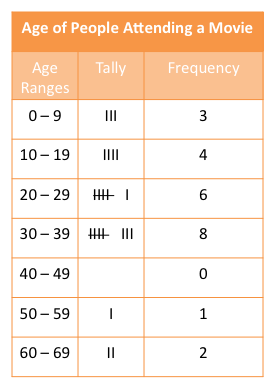 Age of People Attending a Movie
Age Ranges Tally Frequency
0 – 9 III 3
10 – 19 IIII 4
20 – 29 ~~IIII~~ I 6
30 – 39 ~~IIII~~ III 8
40 – 49 0
50 – 59 I 1
60 – 69 II 2